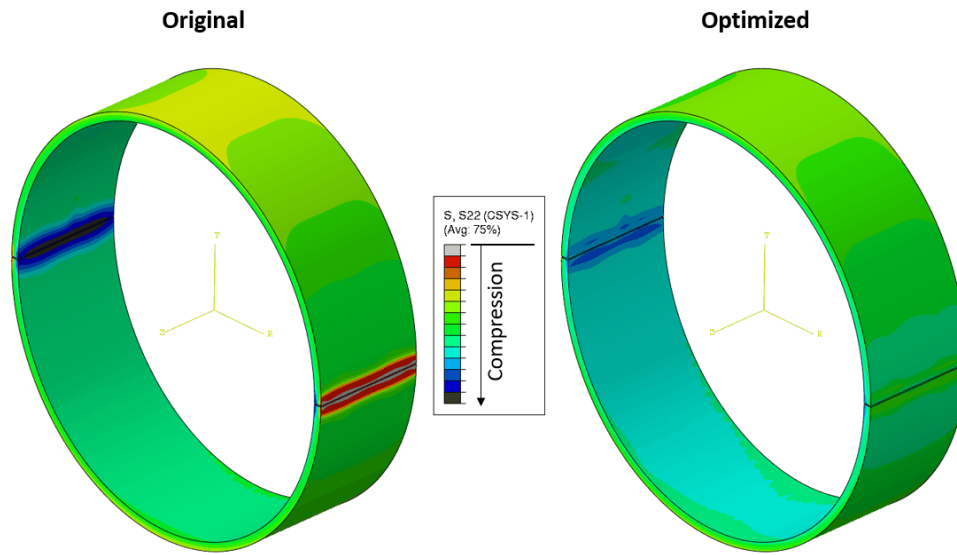 Original
Optimized
S, S22 (CSYS-1)
(Avg: 75%)
Compression
T
Z
R
T
Z
R